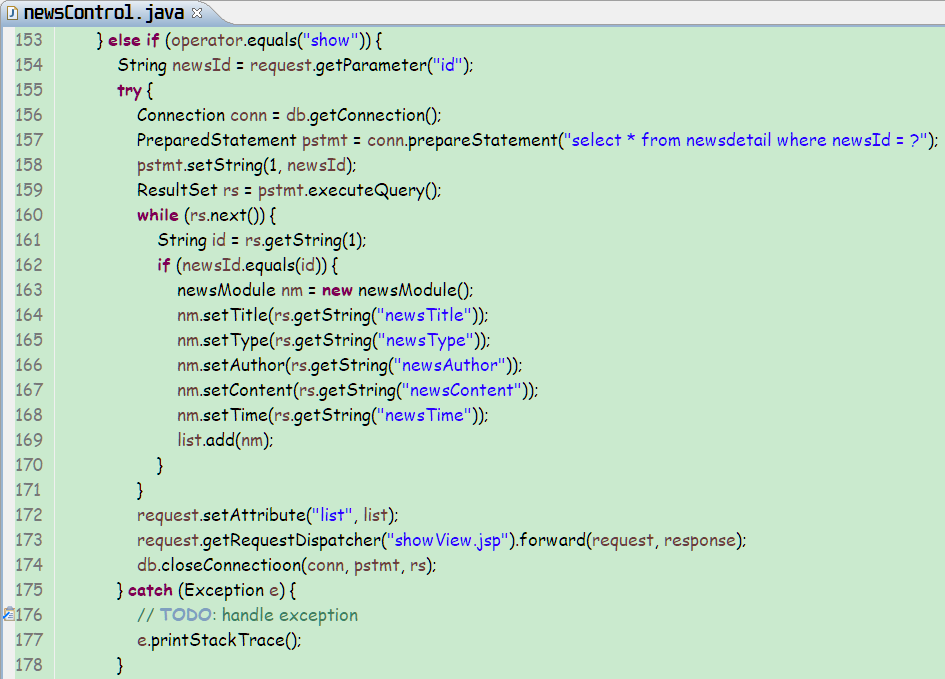 newsControl.java
153 } else if (operator.equals("show")) {
154 String newsId = request.getParameter("id");
155 try {
156 Connection conn = db.getConnection();
157 PreparedStatement pstmt = conn.prepareStatement("select * from newsdetail where newsId = ?");
158 pstmt.setString(1, newsId);
159 ResultSet rs = pstmt.executeQuery();
160 while (rs.next()) {
161 String id = rs.getString(1);
162 if (newsId.equals(id)) {
163 newsModule nm = new newsModule();
164 nm.setTitle(rs.getString("newsTitle"));
165 nm.setType(rs.getString("newsType"));
166 nm.setAuthor(rs.getString("newsAuthor"));
167 nm.setContent(rs.getString("newsContent"));
168 nm.setTime(rs.getString("newsTime"));
169 list.add(nm);
170 }
171 }
172 request.setAttribute("list", list);
173 request.getRequestDispatcher("showView.jsp").forward(request, response);
174 db.closeConnectioon(conn, pstmt, rs);
175 } catch (Exception e) {
176 // TODO: handle exception
177 e.printStackTrace();
178 }